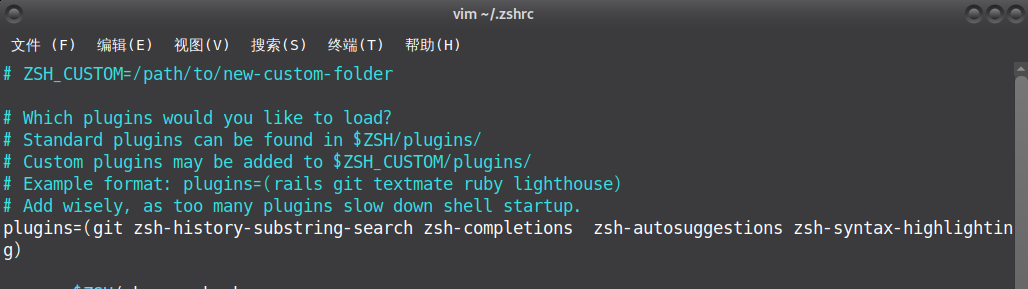 vim ~/.zshrc
文件 (F) 编辑(E) 视图(V) 搜索(S) 终端(T) 帮助(H)
# ZSH_CUSTOM=/path/to/new-custom-folder
# Which plugins would you like to load?
# Standard plugins can be found in $ZSH/plugins/
# Custom plugins may be added to $ZSH_CUSTOM/plugins/
# Example format: plugins=(rails git textmate ruby lighthouse)
# Add wisely, as too many plugins slow down shell startup.
plugins=(git zsh-history-substring-search zsh-completions  zsh-autosuggestions zsh-syntax-highlightin
g)